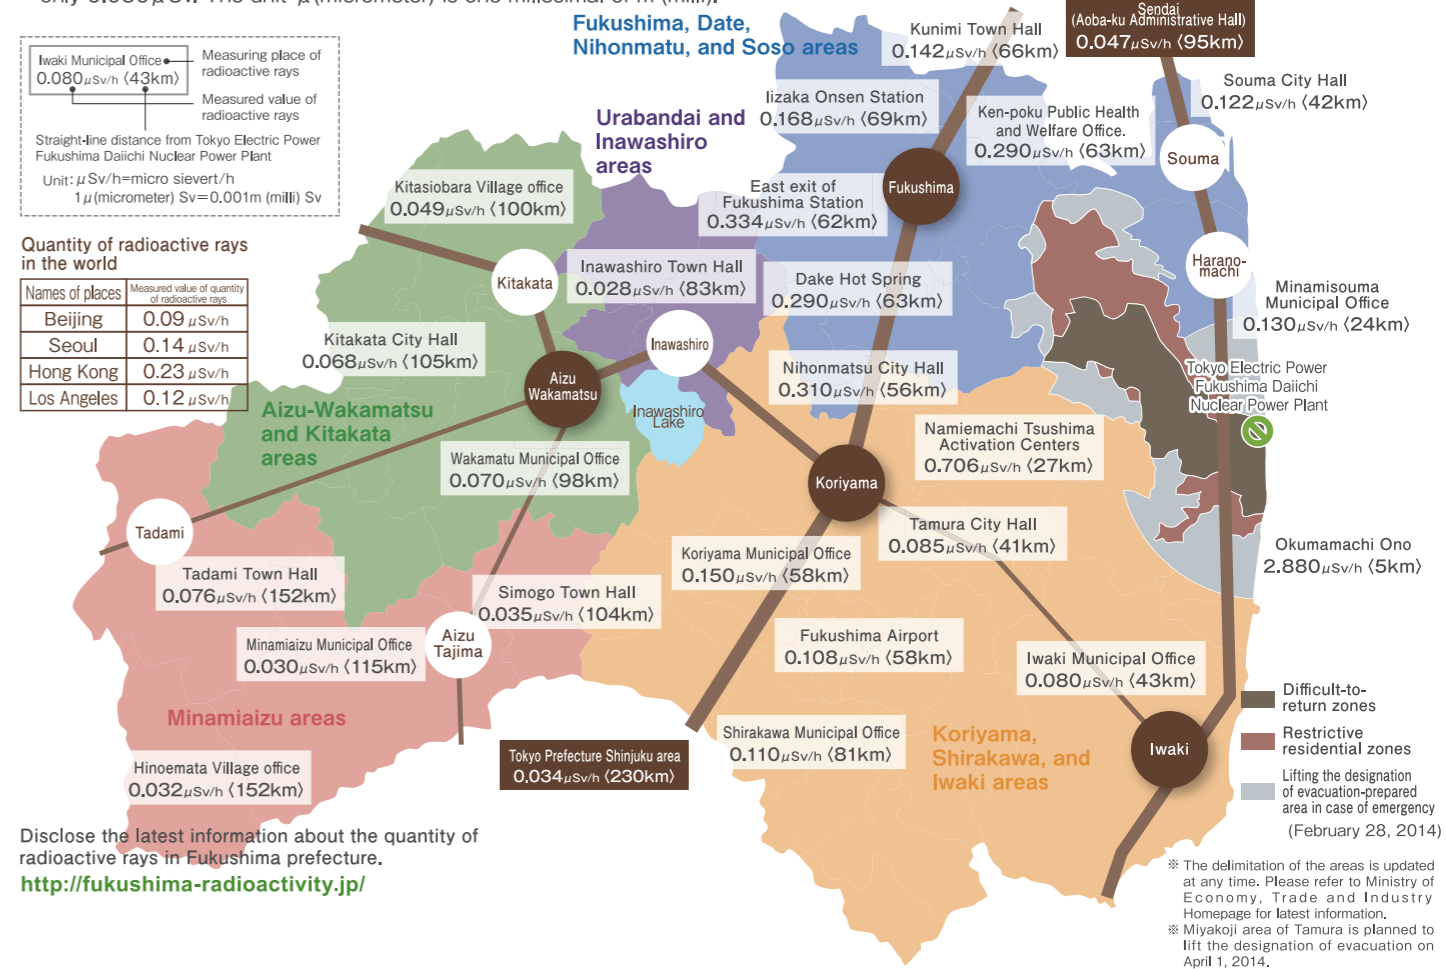 Iwaki Municipal Office
0.080μSv/h 〈43km〉
Measuring place of
radioactive rays
Measured value of
radioactive rays
Straight-line distance from Tokyo Electric Power
Fukushima Daiichi Nuclear Power Plant
Unit: μSv/h=micro sievert/h
1μ(micrometer) Sv=0.001m (milli) Sv
Quantity of radioactive rays
in the world
Names of places
Measured value of quantity
of radioactive rays
Beijing 0.09 μSv/h
Seoul 0.14 μSv/h
Hong Kong 0.23 μSv/h
Los Angeles 0.12 μSv/h
Fukushima, Date,
Nihonmatu, and Soso areas
Kunimi Town Hall
0.142μSv/h 〈66km〉
Sendai
(Aoba-ku Administrative Hall)
0.047μSv/h 〈95km〉
Souma City Hall
0.122μSv/h 〈42km〉
Iizaka Onsen Station
0.168μSv/h 〈69km〉
Ken-poku Public Health
and Welfare Office.
0.290μSv/h 〈63km〉
Urabandai and
Inawashiro
areas
Souma
Fukushima
East exit of
Fukushima Station
0.334μSv/h 〈62km〉
Kitasiobara Village office
0.049μSv/h 〈100km〉
Kitakata
Inawashiro Town Hall
0.028μSv/h 〈83km〉
Dake Hot Spring
0.290μSv/h 〈63km〉
Harano-
machi
Minamisouma
Municipal Office
0.130μSv/h 〈24km〉
Kitakata City Hall
0.068μSv/h 〈105km〉
Inawashiro
Aizu
Wakamatsu
Nihonmatsu City Hall
0.310μSv/h 〈56km〉
Tokyo Electric Power
Fukushima Daiichi
Nuclear Power Plant
Aizu-Wakamatsu
and Kitakata
areas
Inawashiro
Lake
Namiemachi Tsushima
Activation Centers
0.706μSv/h 〈27km〉
Wakamatu Municipal Office
0.070μSv/h 〈98km〉
Koriyama
Tadami
Tamura City Hall
0.085μSv/h 〈41km〉
Okumamachi Ono
2.880μSv/h 〈5km〉
Koriyama Municipal Office
0.150μSv/h 〈58km〉
Tadami Town Hall
0.076μSv/h 〈152km〉
Simogo Town Hall
0.035μSv/h 〈104km〉
Minamiaizu Municipal Office
0.030μSv/h 〈115km〉
Aizu
Tajima
Fukushima Airport
0.108μSv/h 〈58km〉
Iwaki Municipal Office
0.080μSv/h 〈43km〉
Minamiaizu areas
Shirakawa Municipal Office
0.110μSv/h 〈81km〉
Koriyama,
Shirakawa, and
Iwaki areas
Iwaki
Tokyo Prefecture Shinjuku area
0.034μSv/h 〈230km〉
Hinoemata Village office
0.032μSv/h 〈152km〉
Difficult-to-
return zones
Restrictive
residential zones
Lifting the designation
of evacuation-prepared
area in case of emergency
(February 28, 2014)
Disclose the latest information about the quantity of
radioactive rays in Fukushima prefecture.
http://fukushima-radioactivity.jp/
※ The delimitation of the areas is updated
at any time. Please refer to Ministry of
Economy, Trade and Industry
Homepage for latest information.
※ Miyakoji area of Tamura is planned to
lift the designation of evacuation on
April 1, 2014.